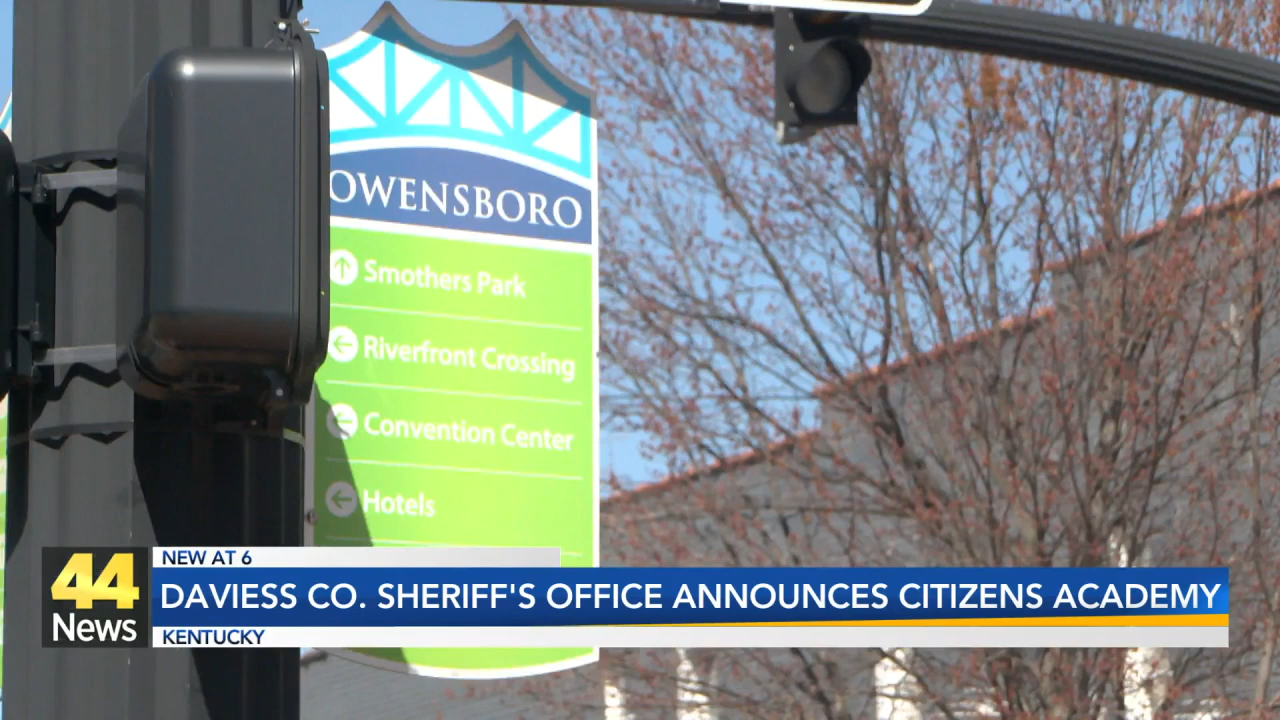 OWENSBORO
Smothers Park
Riverfront Crossing
Convention Center
Hotels
44
News
NEW AT 6
DAVIESS CO. SHERIFF'S OFFICE ANNOUNCES CITIZENS ACADEMY
KENTUCKY